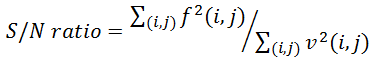 S/N ratio = ∑(i,j) f²(i,j) / ∑(i,j) v²(i,j)